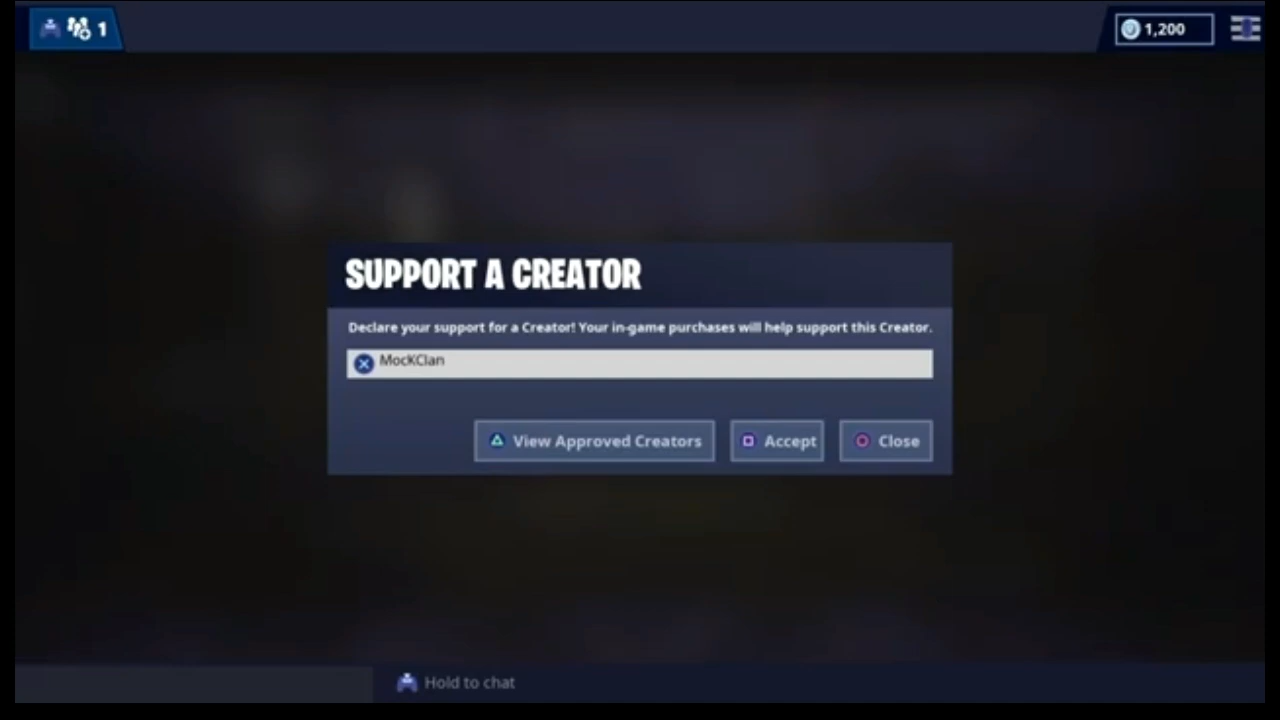 1
1,200
SUPPORT A CREATOR
Declare your support for a Creator! Your in-game purchases will help support this Creator.
MocKClan
View Approved Creators
Accept
Close
Hold to chat